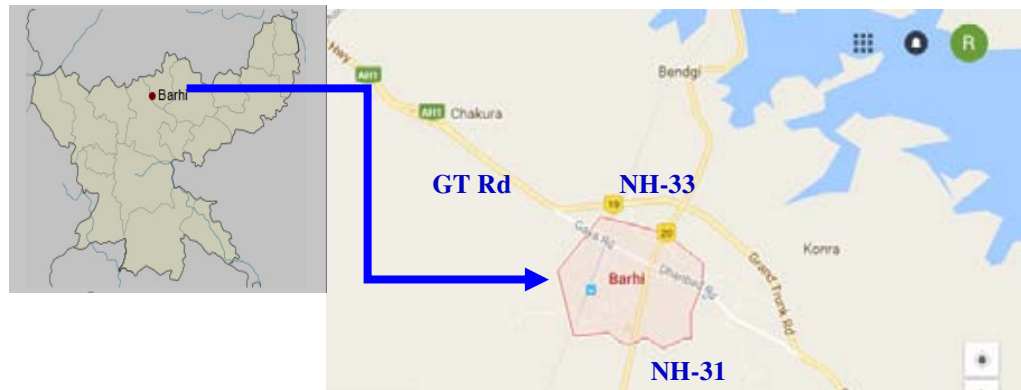 Barhi
Hwy
AH1
AH1
Chakura
Bendgi
R
GT Rd
NH-33
19
20
Gaya Rd
Dhanbad Rd
Barhi
Konra
Grand Trunk Rd
NH-31